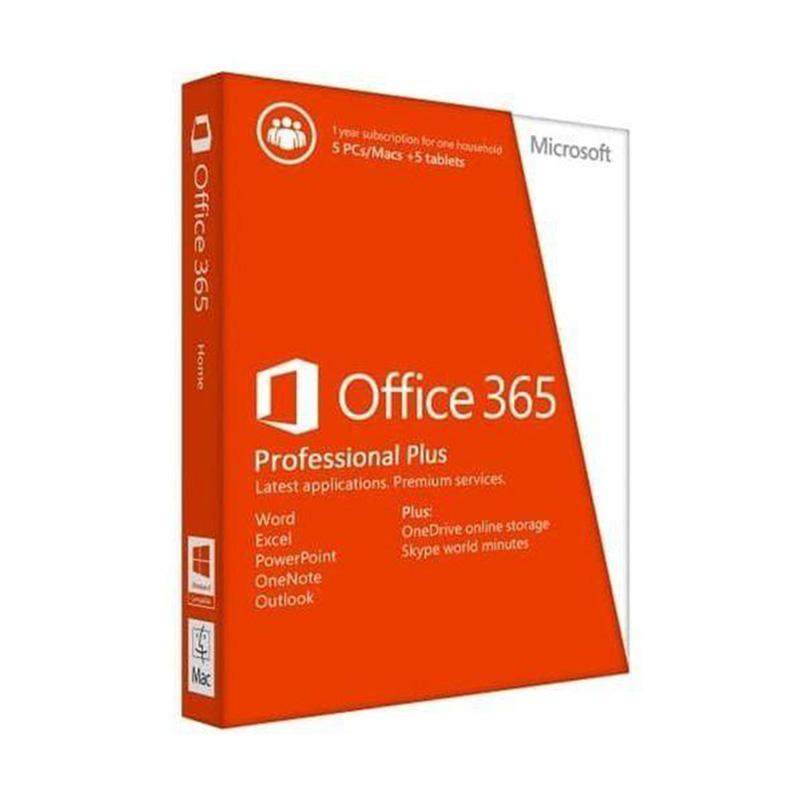 1 year subscription for one household
5 PCs/Macs +5 tablets
Microsoft
Office 365
Home
Office 365
Professional Plus
Latest applications. Premium services.
Word
Excel
PowerPoint
OneNote
Outlook
Plus:
OneDrive online storage
Skype world minutes
Mac